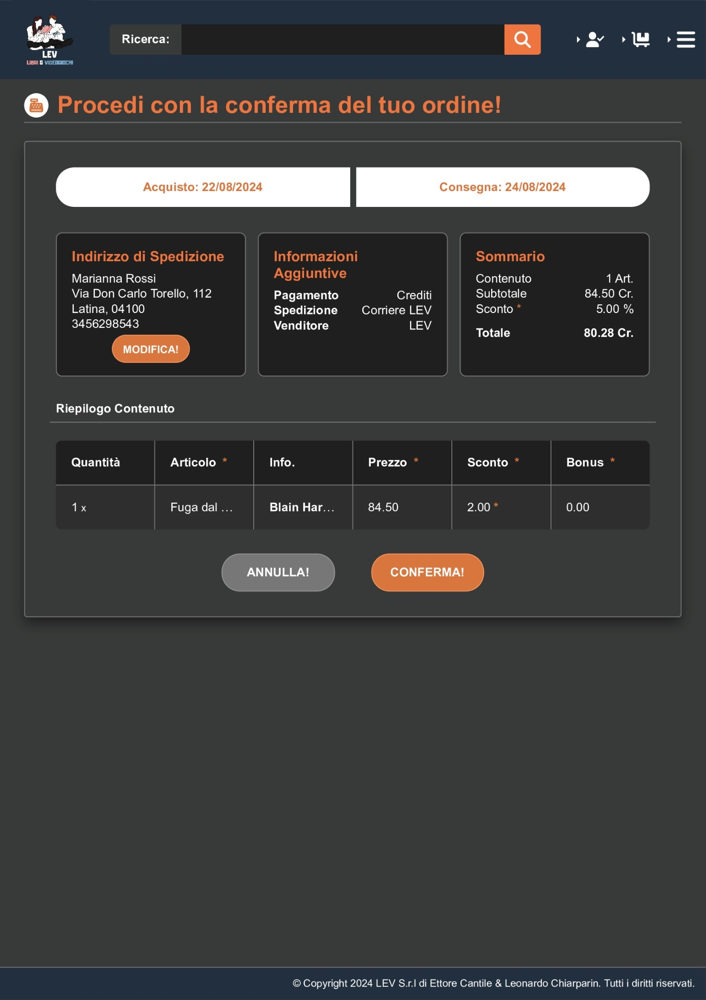 LEV
LIBRI & VIDEOGIOCHI
Ricerca:
Procedi con la conferma del tuo ordine!
Acquisto: 22/08/2024
Consegna: 24/08/2024
Indirizzo di Spedizione
Marianna Rossi
Via Don Carlo Torello, 112
Latina, 04100
3456298543
MODIFICA!
Informazioni
Aggiuntive
Pagamento Crediti
Spedizione Corriere LEV
Venditore LEV
Sommario
Contenuto 1 Art.
Subtotale 84.50 Cr.
Sconto * 5.00 %
Totale 80.28 Cr.
Riepilogo Contenuto
Quantità Articolo * Info. Prezzo * Sconto * Bonus *
1 x Fuga dal ... Blain Har... 84.50 2.00 * 0.00
ANNULLA! CONFERMA!
© Copyright 2024 LEV S.r.l di Ettore Cantile & Leonardo Chiarparin. Tutti i diritti riservati.